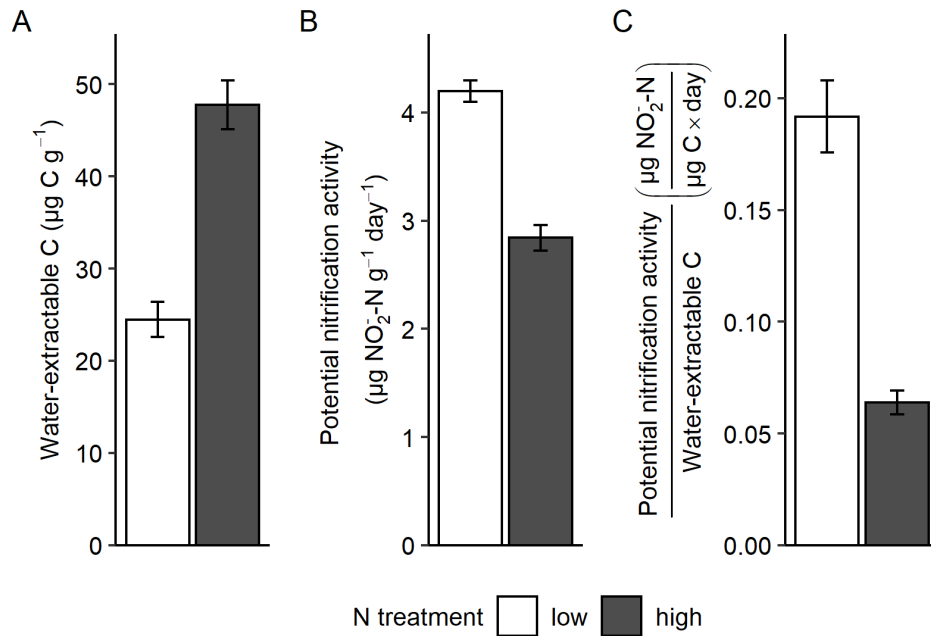 A
Water-extractable C (µg C g⁻¹)
50
40
30
20
10
0
B
Potential nitrification activity
(µg NO₂⁻-N g⁻¹ day⁻¹)
4
3
2
1
0
C
Potential nitrification activity
Water-extractable C
µg NO₂⁻-N
µg C × day
0.20
0.15
0.10
0.05
0.00
N treatment low high